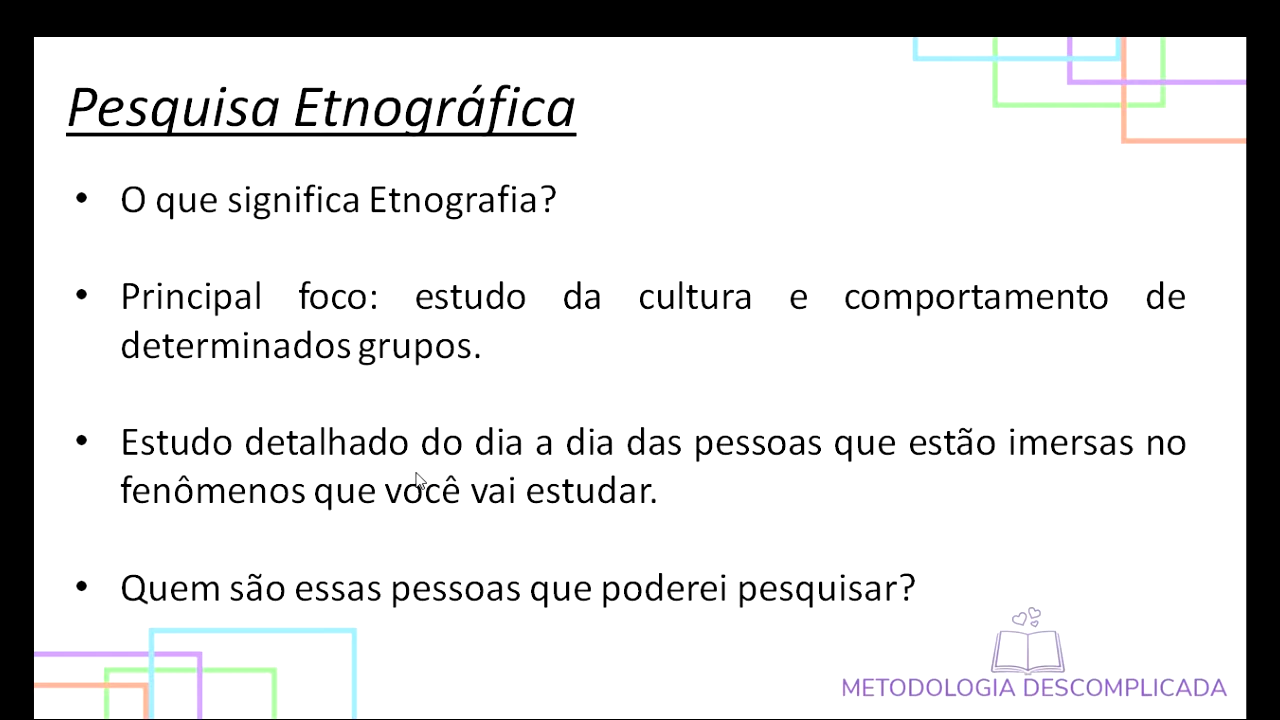 Pesquisa Etnográfica
• O que significa Etnografia?
• Principal foco: estudo da cultura e comportamento de
determinados grupos.
• Estudo detalhado do dia a dia das pessoas que estão imersas no
fenômenos que você vai estudar.
• Quem são essas pessoas que poderei pesquisar?
METODOLOGIA DESCOMPLICADA